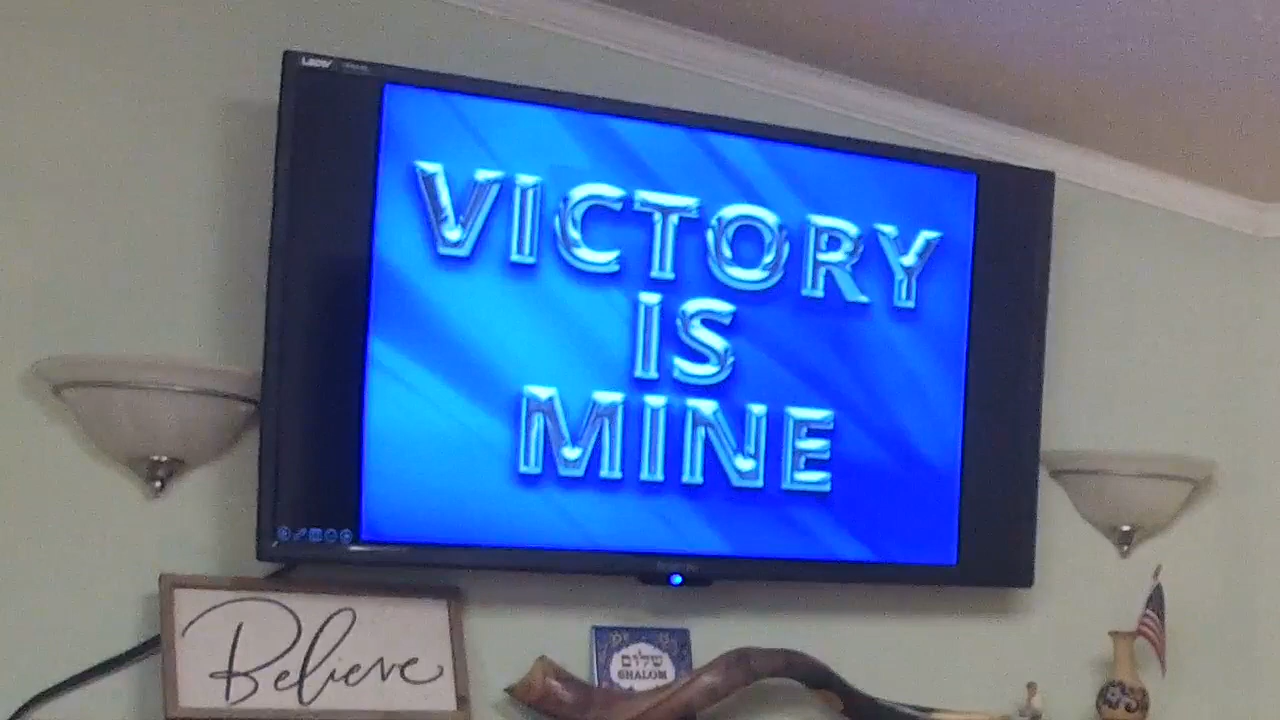 VICTORY
IS
MINE
Believe
שלום
SHALOM